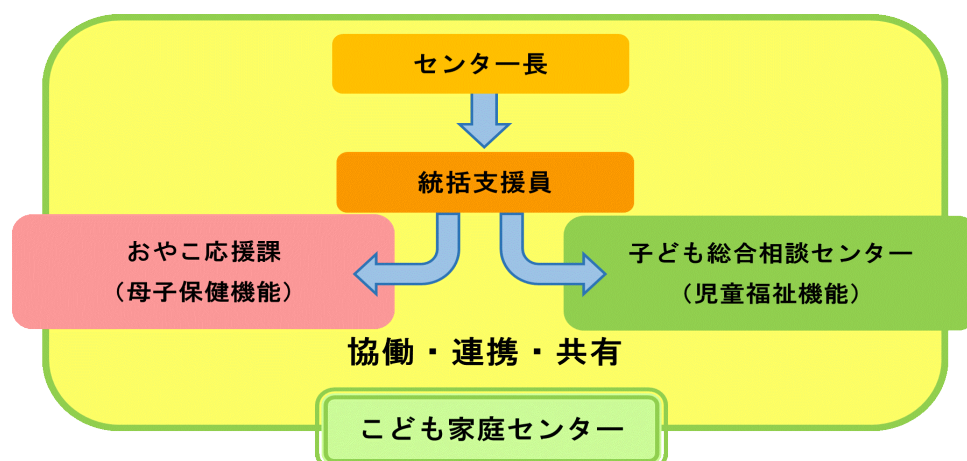 センター長
統括支援員
おやこ応援課
（母子保健機能）
子ども総合相談センター
（児童福祉機能）
協働・連携・共有
こども家庭センター